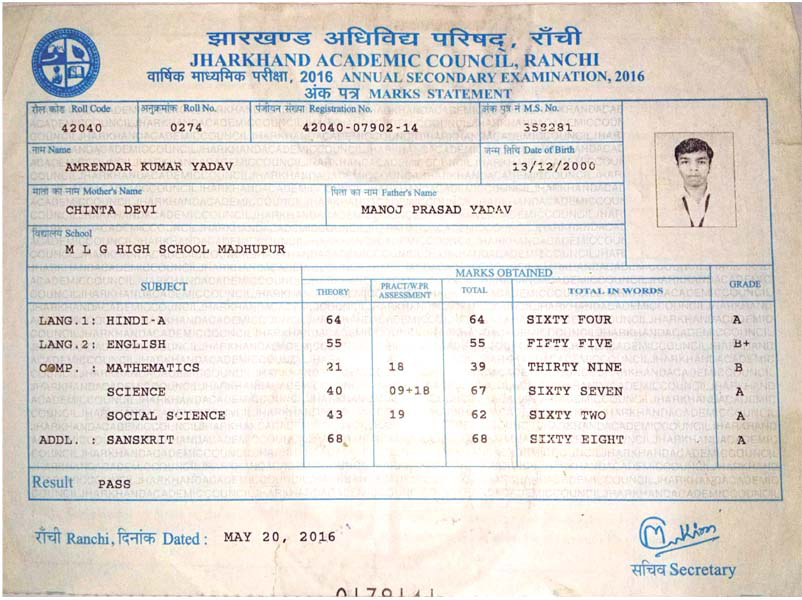 झारखण्ड अधिविद्य परिषद्, राँची
JHARKHAND ACADEMIC COUNCIL, RANCHI
वार्षिक माध्यमिक परीक्षा, 2016 ANNUAL SECONDARY EXAMINATION, 2016
अंक पत्र MARKS STATEMENT
रौल कोड Roll Code अनुक्रमांक Roll No. पंजीयन संख्या Registration No. अंक पत्र नं M.S. No.
42040 0274 42040-07902-14 358281
नाम Name जन्म तिथि Date of Birth
AMRENDAR KUMAR YADAV 13/12/2000
माता का नाम Mother's Name पिता का नाम Father's Name
CHINTA DEVI MANOJ PRASAD YADAV
विद्यालय School
M L G HIGH SCHOOL MADHUPUR
SUBJECT MARKS OBTAINED GRADE
THEORY PRACT/W.PR ASSESSMENT TOTAL TOTAL IN WORDS
LANG.1: HINDI-A 64 64 SIXTY FOUR A
LANG.2: ENGLISH 55 55 FIFTY FIVE B+
COMP. : MATHEMATICS 21 18 39 THIRTY NINE B
SCIENCE 40 09+18 67 SIXTY SEVEN A
SOCIAL SCIENCE 43 19 62 SIXTY TWO A
ADDL. : SANSKRIT 68 68 SIXTY EIGHT A
Result PASS
राँची Ranchi, दिनांक Dated : MAY 20, 2016
सचिव Secretary